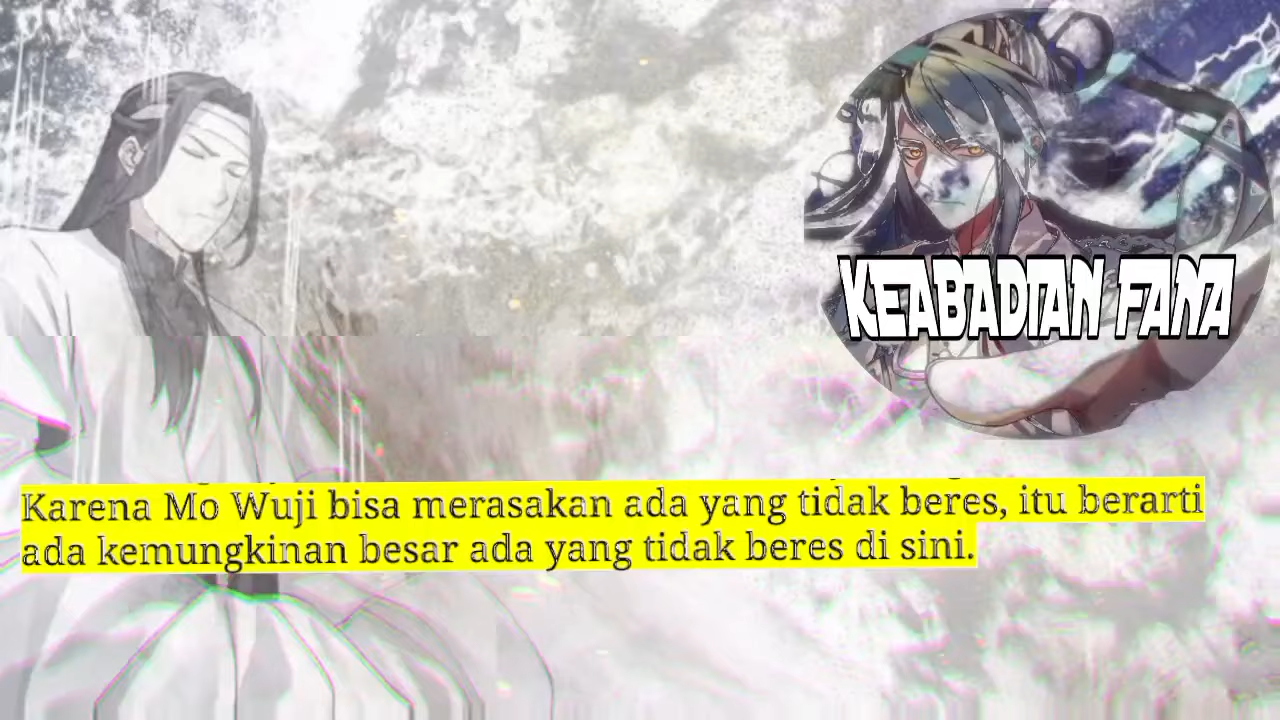 KEABADIAN FANA
Karena Mo Wuji bisa merasakan ada yang tidak beres, itu berarti
ada kemungkinan besar ada yang tidak beres di sini.